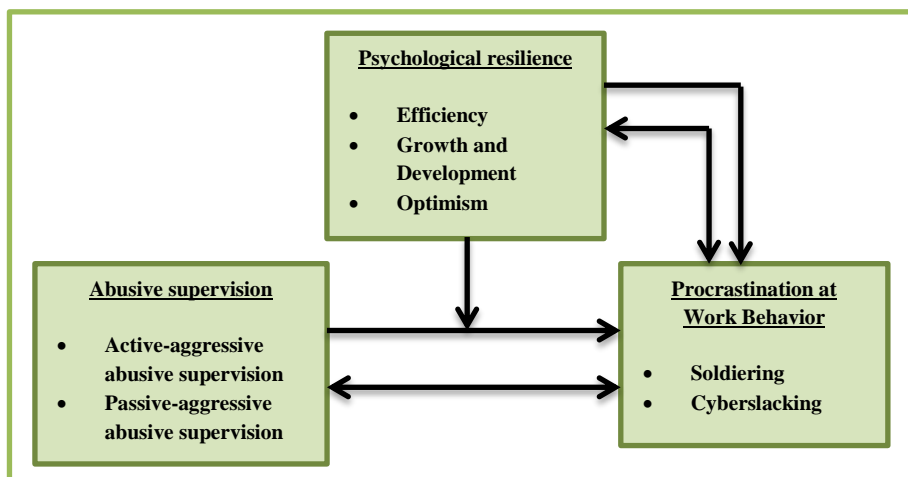 Psychological resilience
• Efficiency
• Growth and
Development
• Optimism
Abusive supervision
• Active-aggressive
abusive supervision
• Passive-aggressive
abusive supervision
Procrastination at
Work Behavior
• Soldiering
• Cyberslacking